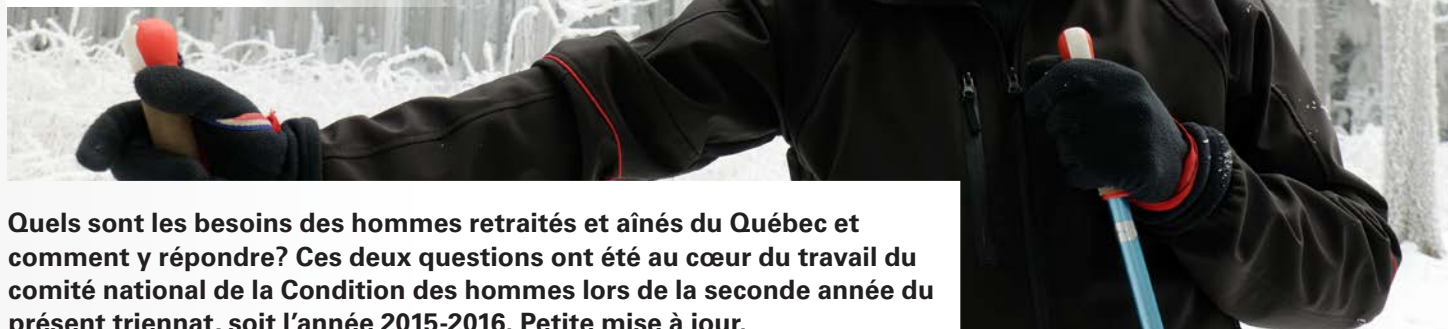 Quels sont les besoins des hommes retraités et aînés du Québec et
comment y répondre? Ces deux questions ont été au cœur du travail du
comité national de la Condition des hommes lors de la seconde année du
présent triennat, soit l’année 2015-2016. Petite mise à jour.